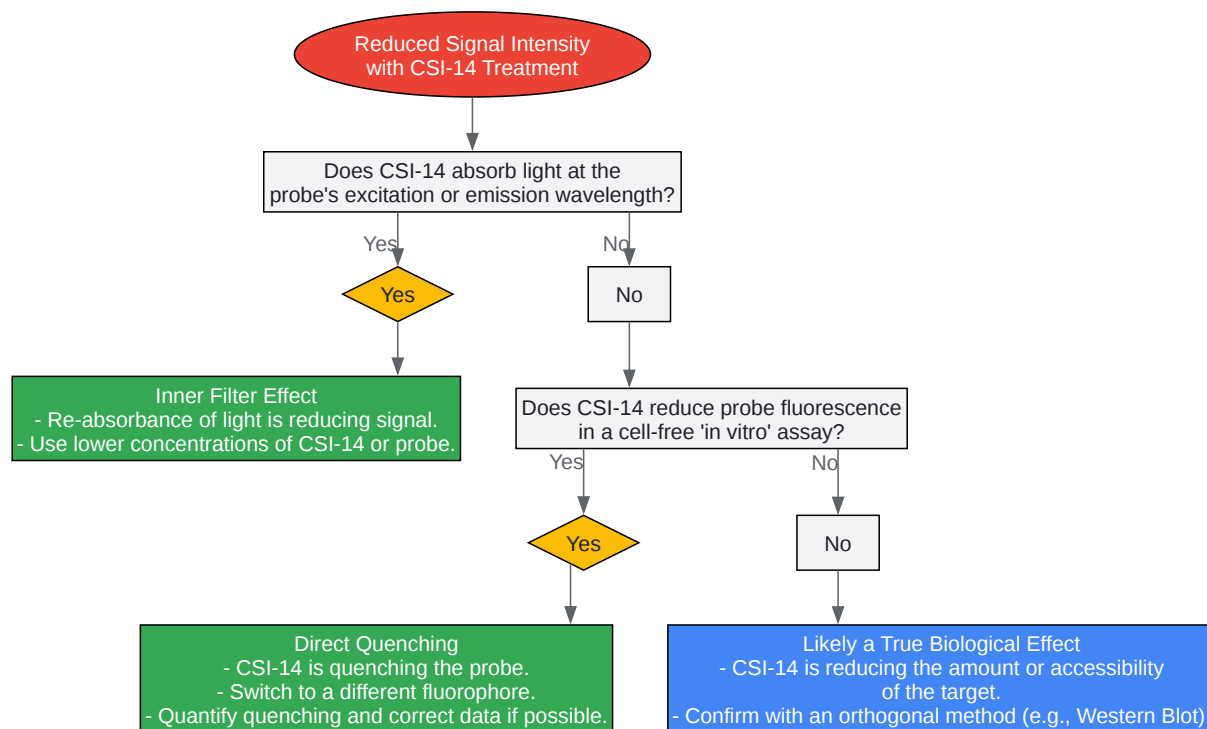 Reduced Signal Intensity
with CSI-14 Treatment
Does CSI-14 absorb light at the
probe's excitation or emission wavelength?
Yes
No
Yes
No
Inner Filter Effect
- Re-absorbance of light is reducing signal.
- Use lower concentrations of CSI-14 or probe.
Does CSI-14 reduce probe fluorescence
in a cell-free 'in vitro' assay?
Yes
No
Yes
No
Direct Quenching
- CSI-14 is quenching the probe.
- Switch to a different fluorophore.
- Quantify quenching and correct data if possible.
Likely a True Biological Effect
- CSI-14 is reducing the amount or accessibility
of the target.
- Confirm with an orthogonal method (e.g., Western Blot)